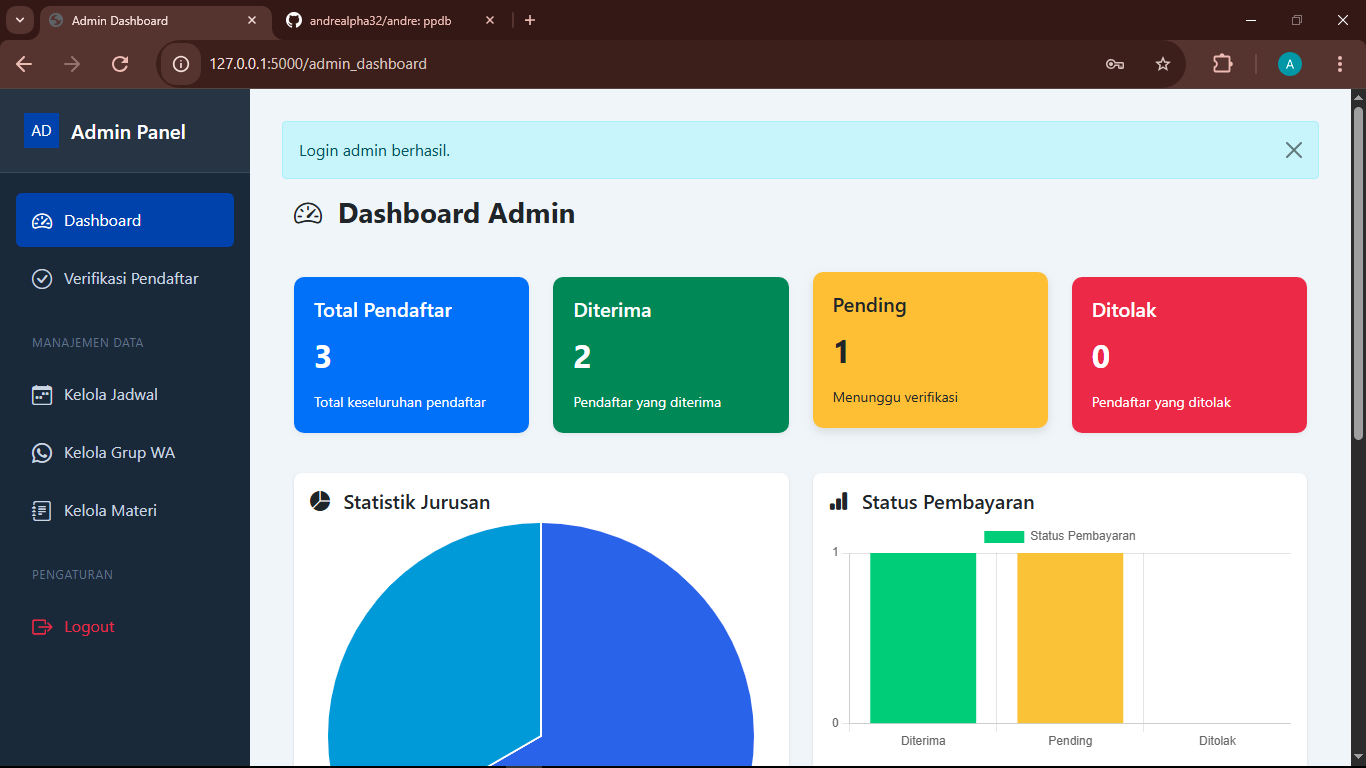 Admin Dashboard
andrealpha32/andre: ppdb
127.0.0.1:5000/admin_dashboard
A
AD
Admin Panel
Dashboard
Verifikasi Pendaftar
MANAJEMEN DATA
Kelola Jadwal
Kelola Grup WA
Kelola Materi
PENGATURAN
Logout
Login admin berhasil.
Dashboard Admin
Total Pendaftar
3
Total keseluruhan pendaftar
Diterima
2
Pendaftar yang diterima
Pending
1
Menunggu verifikasi
Ditolak
0
Pendaftar yang ditolak
Statistik Jurusan
Status Pembayaran
Status Pembayaran
1
0
Diterima
Pending
Ditolak